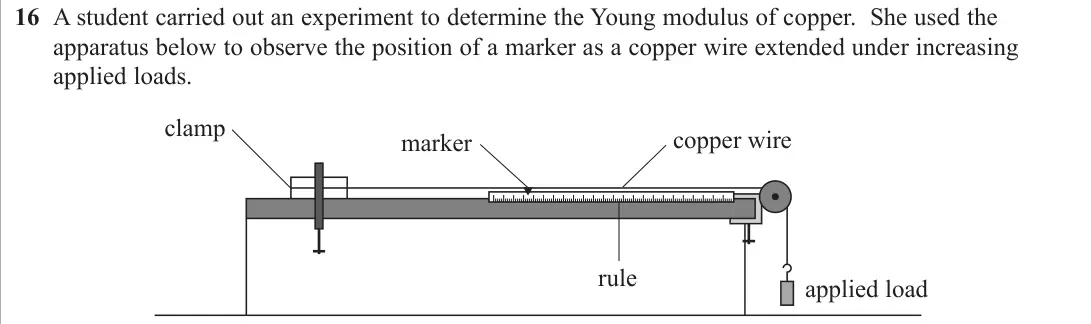 16 A student carried out an experiment to determine the Young modulus of copper. She used the
apparatus below to observe the position of a marker as a copper wire extended under increasing
applied loads.
clamp
marker
copper wire
rule
applied load